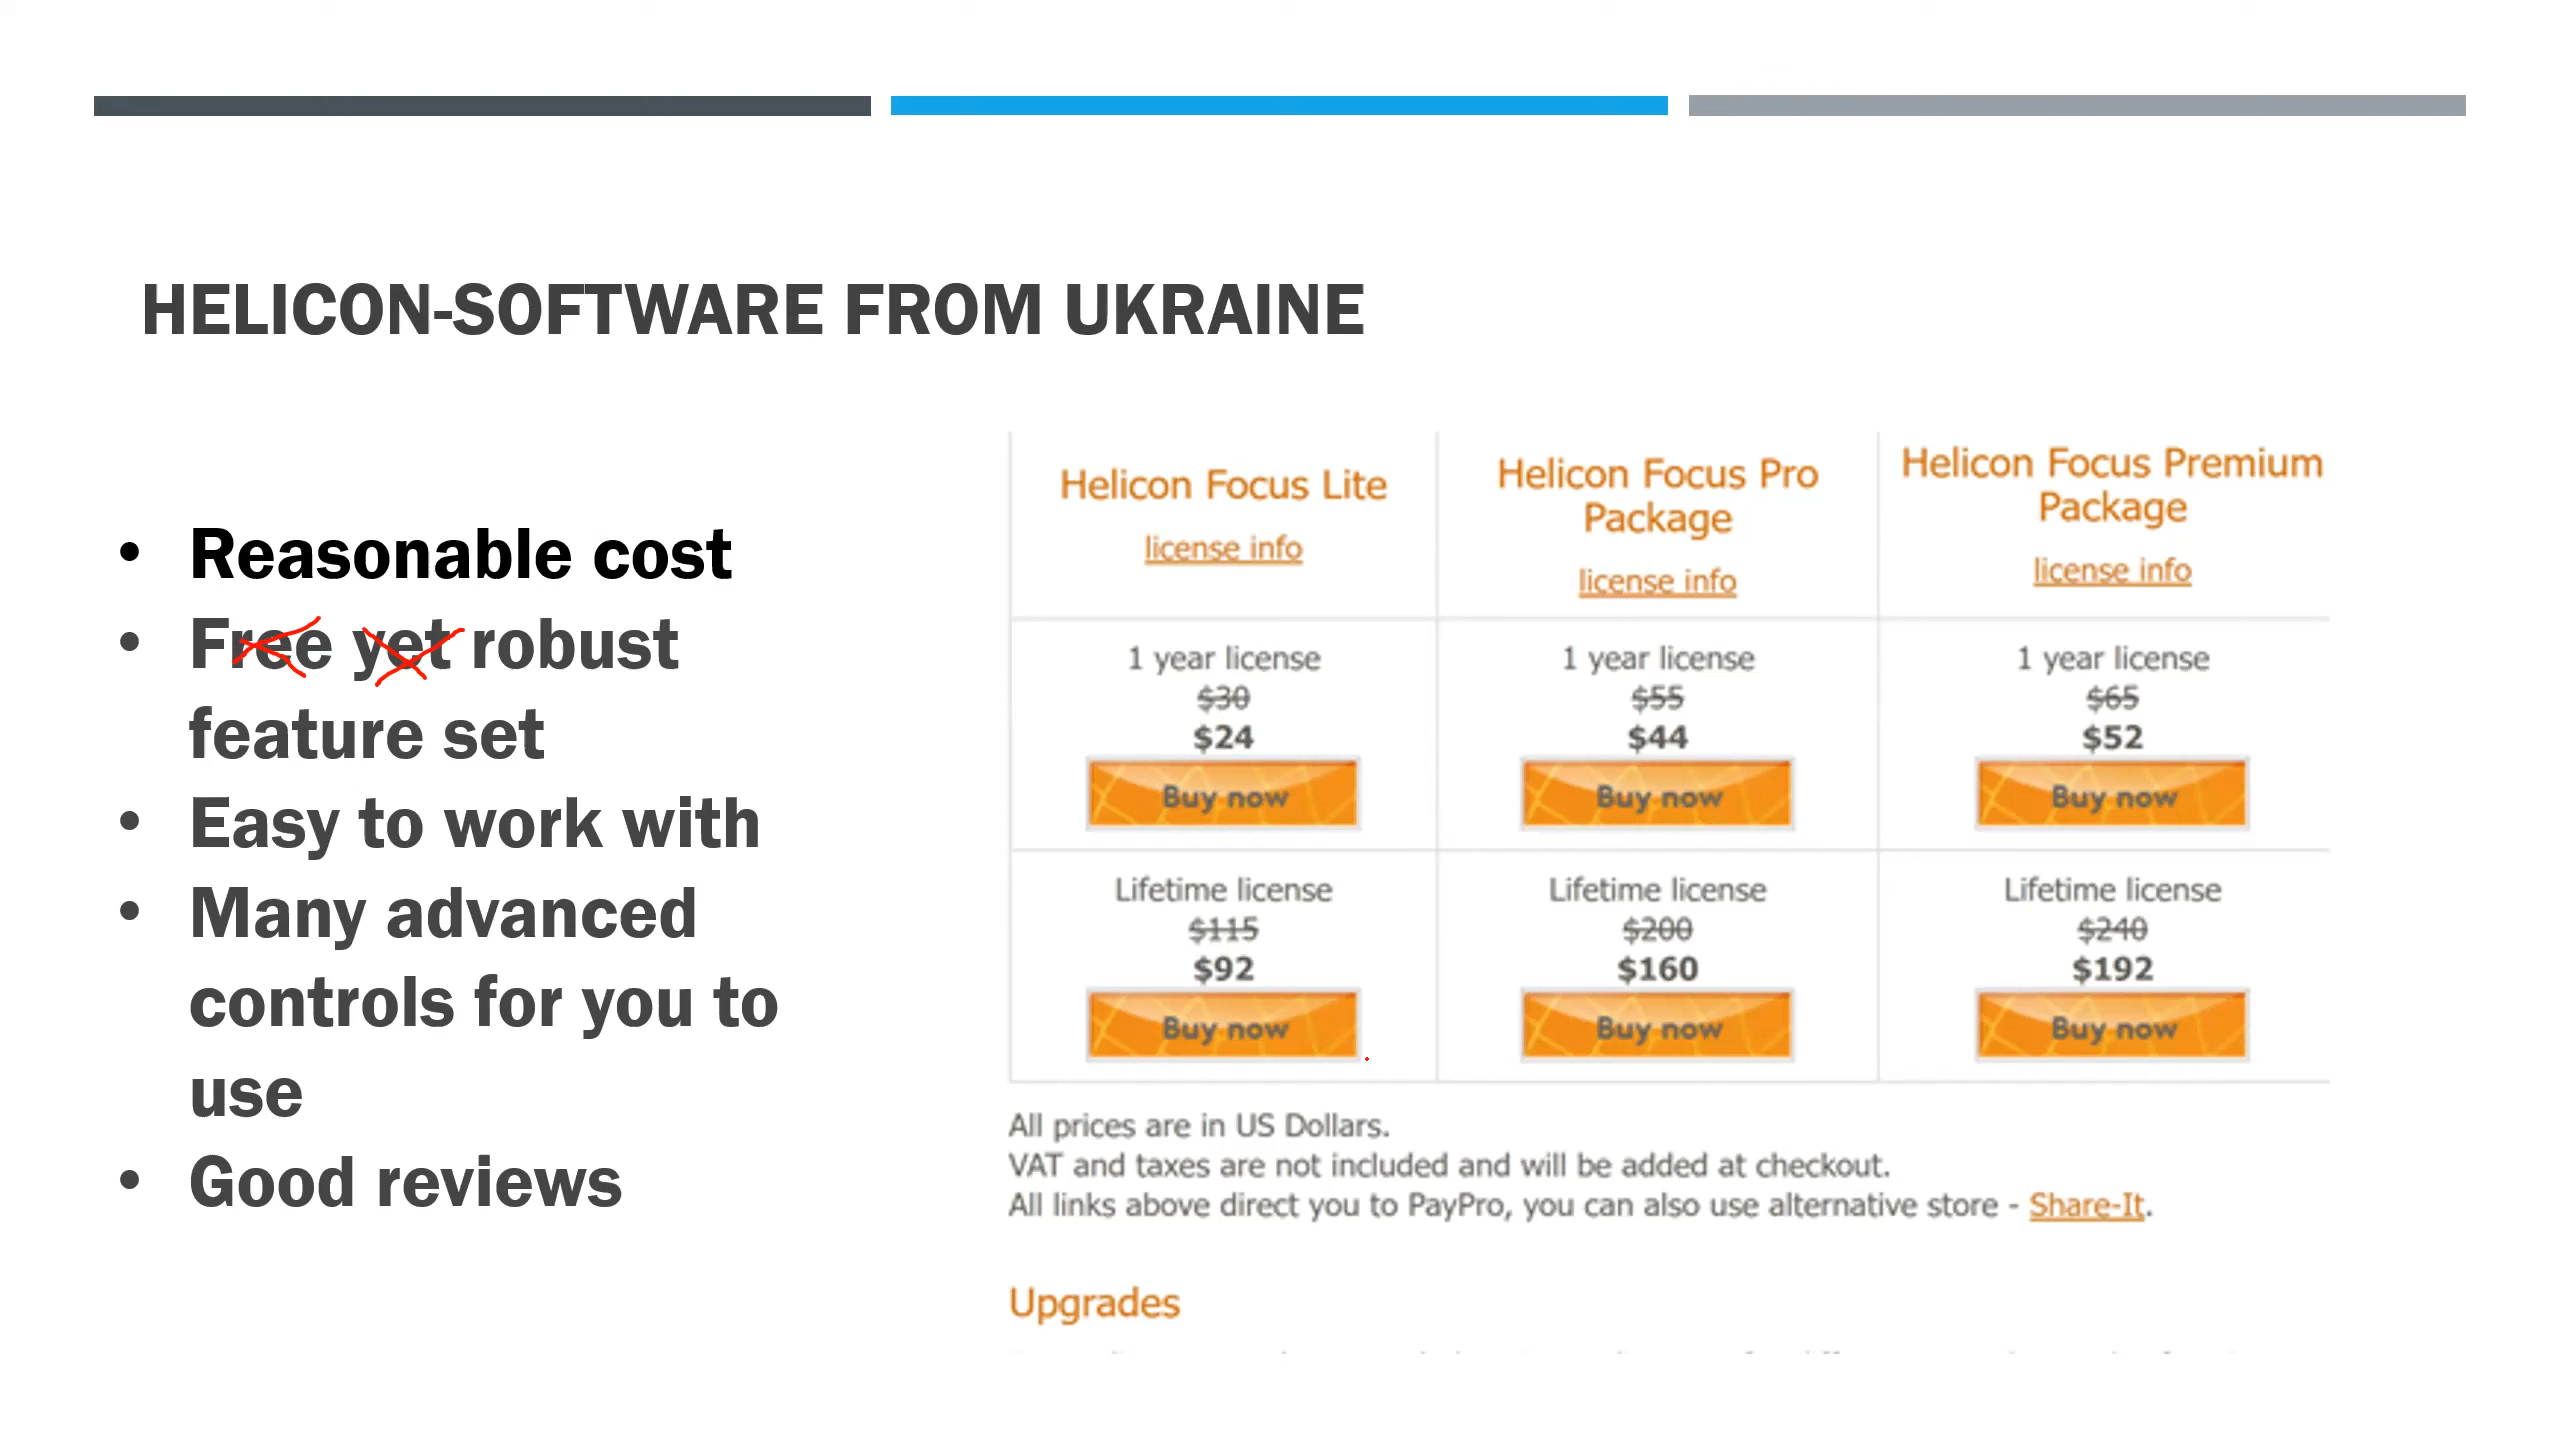 HELICON-SOFTWARE FROM UKRAINE
• Reasonable cost
• Free yet robust
feature set
• Easy to work with
• Many advanced
controls for you to
use
• Good reviews
Helicon Focus Lite
license info
Helicon Focus Pro
Package
license info
Helicon Focus Premium
Package
license info
1 year license
$30
$24
Buy now
1 year license
$55
$44
Buy now
1 year license
$65
$52
Buy now
Lifetime license
$115
$92
Buy now
Lifetime license
$200
$160
Buy now
Lifetime license
$240
$192
Buy now
All prices are in US Dollars.
VAT and taxes are not included and will be added at checkout.
All links above direct you to PayPro, you can also use alternative store - Share-It.
Upgrades